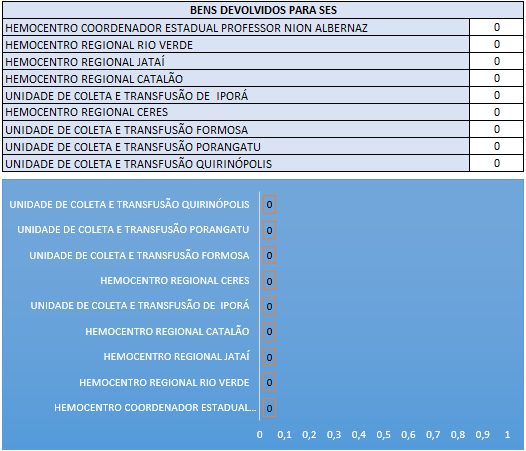 BENS DEVOLVIDOS PARA SES
HEMOCENTRO COORDENADOR ESTADUAL PROFESSOR NION ALBERNAZ 0
HEMOCENTRO REGIONAL RIO VERDE 0
HEMOCENTRO REGIONAL JATAÍ 0
HEMOCENTRO REGIONAL CATALÃO 0
UNIDADE DE COLETA E TRANSFUSÃO DE IPORÁ 0
HEMOCENTRO REGIONAL CERES 0
UNIDADE DE COLETA E TRANSFUSÃO FORMOSA 0
UNIDADE DE COLETA E TRANSFUSÃO PORANGATU 0
UNIDADE DE COLETA E TRANSFUSÃO QUIRINÓPOLIS 0
UNIDADE DE COLETA E TRANSFUSÃO QUIRINÓPOLIS 0
UNIDADE DE COLETA E TRANSFUSÃO PORANGATU 0
UNIDADE DE COLETA E TRANSFUSÃO FORMOSA 0
HEMOCENTRO REGIONAL CERES 0
UNIDADE DE COLETA E TRANSFUSÃO DE IPORÁ 0
HEMOCENTRO REGIONAL CATALÃO 0
HEMOCENTRO REGIONAL JATAÍ 0
HEMOCENTRO REGIONAL RIO VERDE 0
HEMOCENTRO COORDENADOR ESTADUAL... 0
0 0,1 0,2 0,3 0,4 0,5 0,6 0,7 0,8 0,9 1